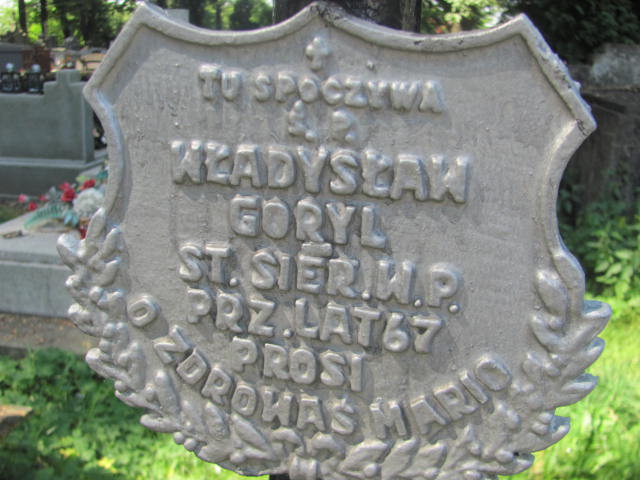 TU SPOCZYWA
Ś. P.
WŁADYSŁAW
GORYL
ST. SIER. W. P.
PRZ. LAT 67
PROSI
O ZDROWAŚ MARIO